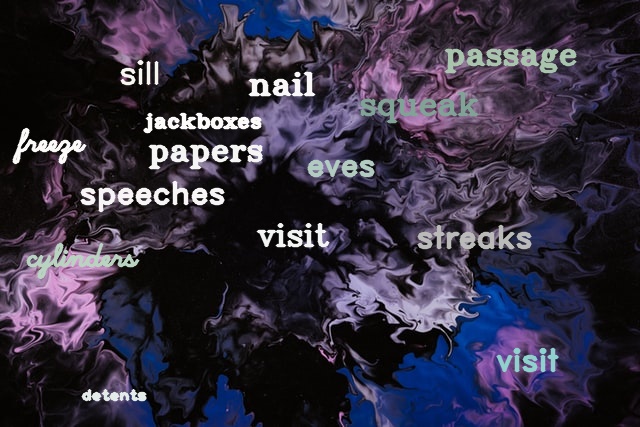 passage
sill
nail
squeak
jackboxes
freeze
papers
eves
speeches
visit
streaks
cylinders
visit
detents